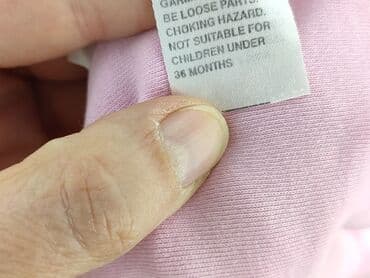 BE LOOSE PARTS.
CHOKING HAZARD.
NOT SUITABLE FOR
CHILDREN UNDER
36 MONTHS